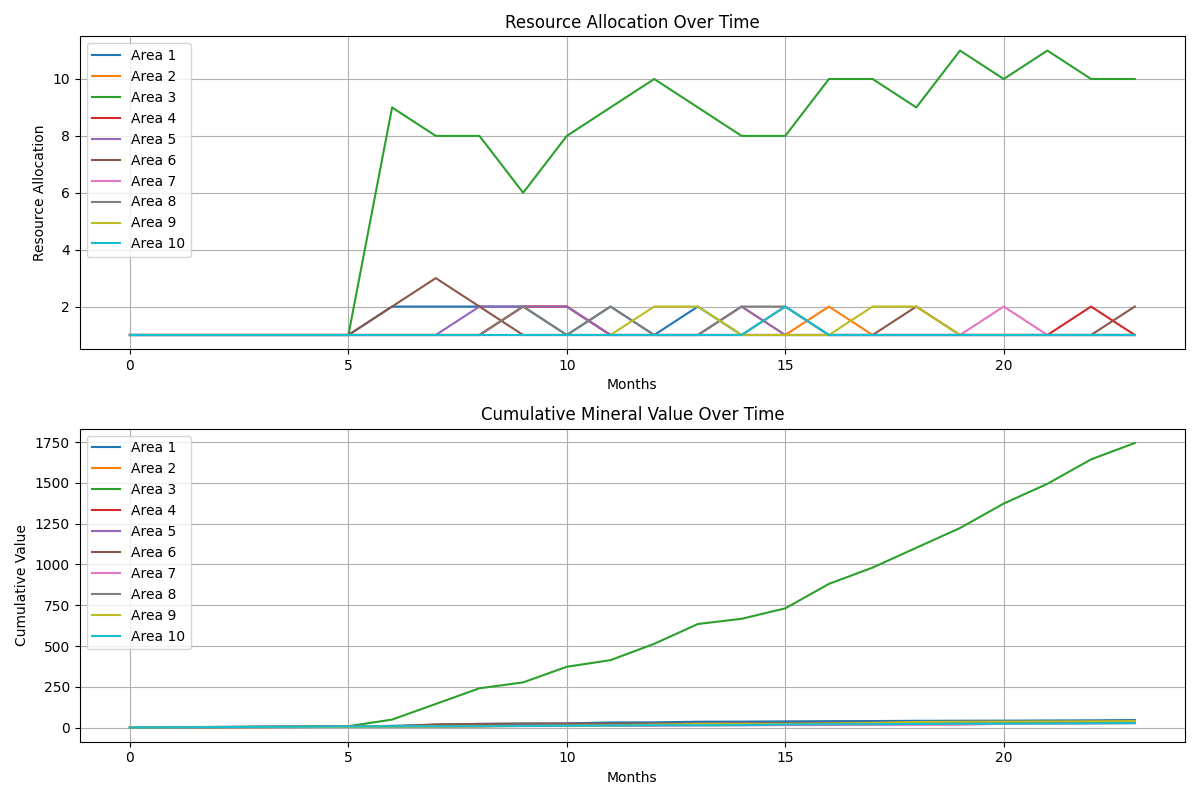 Resource Allocation Over Time
Resource Allocation
10
8
6
4
2
Area 1
Area 2
Area 3
Area 4
Area 5
Area 6
Area 7
Area 8
Area 9
Area 10
0 5 10 15 20
Months
Cumulative Mineral Value Over Time
Cumulative Value
1750
1500
1250
1000
750
500
250
0
Area 1
Area 2
Area 3
Area 4
Area 5
Area 6
Area 7
Area 8
Area 9
Area 10
0 5 10 15 20
Months